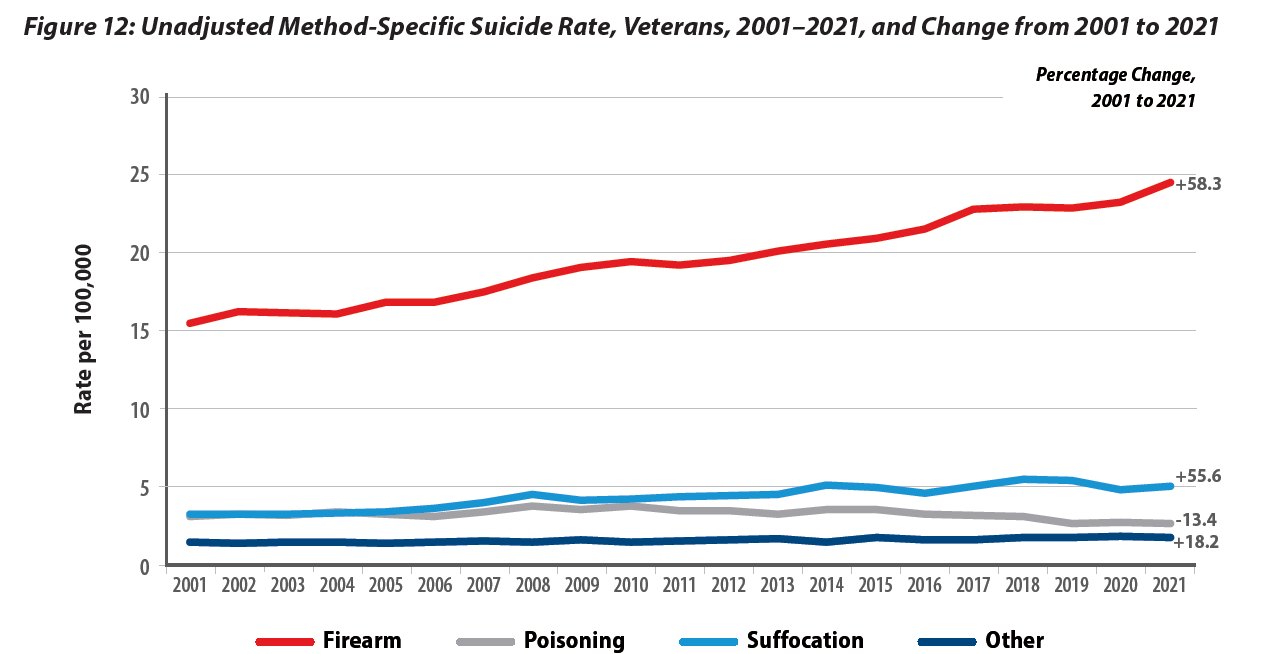 Figure 12: Unadjusted Method-Specific Suicide Rate, Veterans, 2001–2021, and Change from 2001 to 2021
Percentage Change,
2001 to 2021
Rate per 100,000
30
25
20
15
10
5
0
+58.3
+55.6
-13.4
+18.2
2001 2002 2003 2004 2005 2006 2007 2008 2009 2010 2011 2012 2013 2014 2015 2016 2017 2018 2019 2020 2021
Firearm Poisoning Suffocation Other